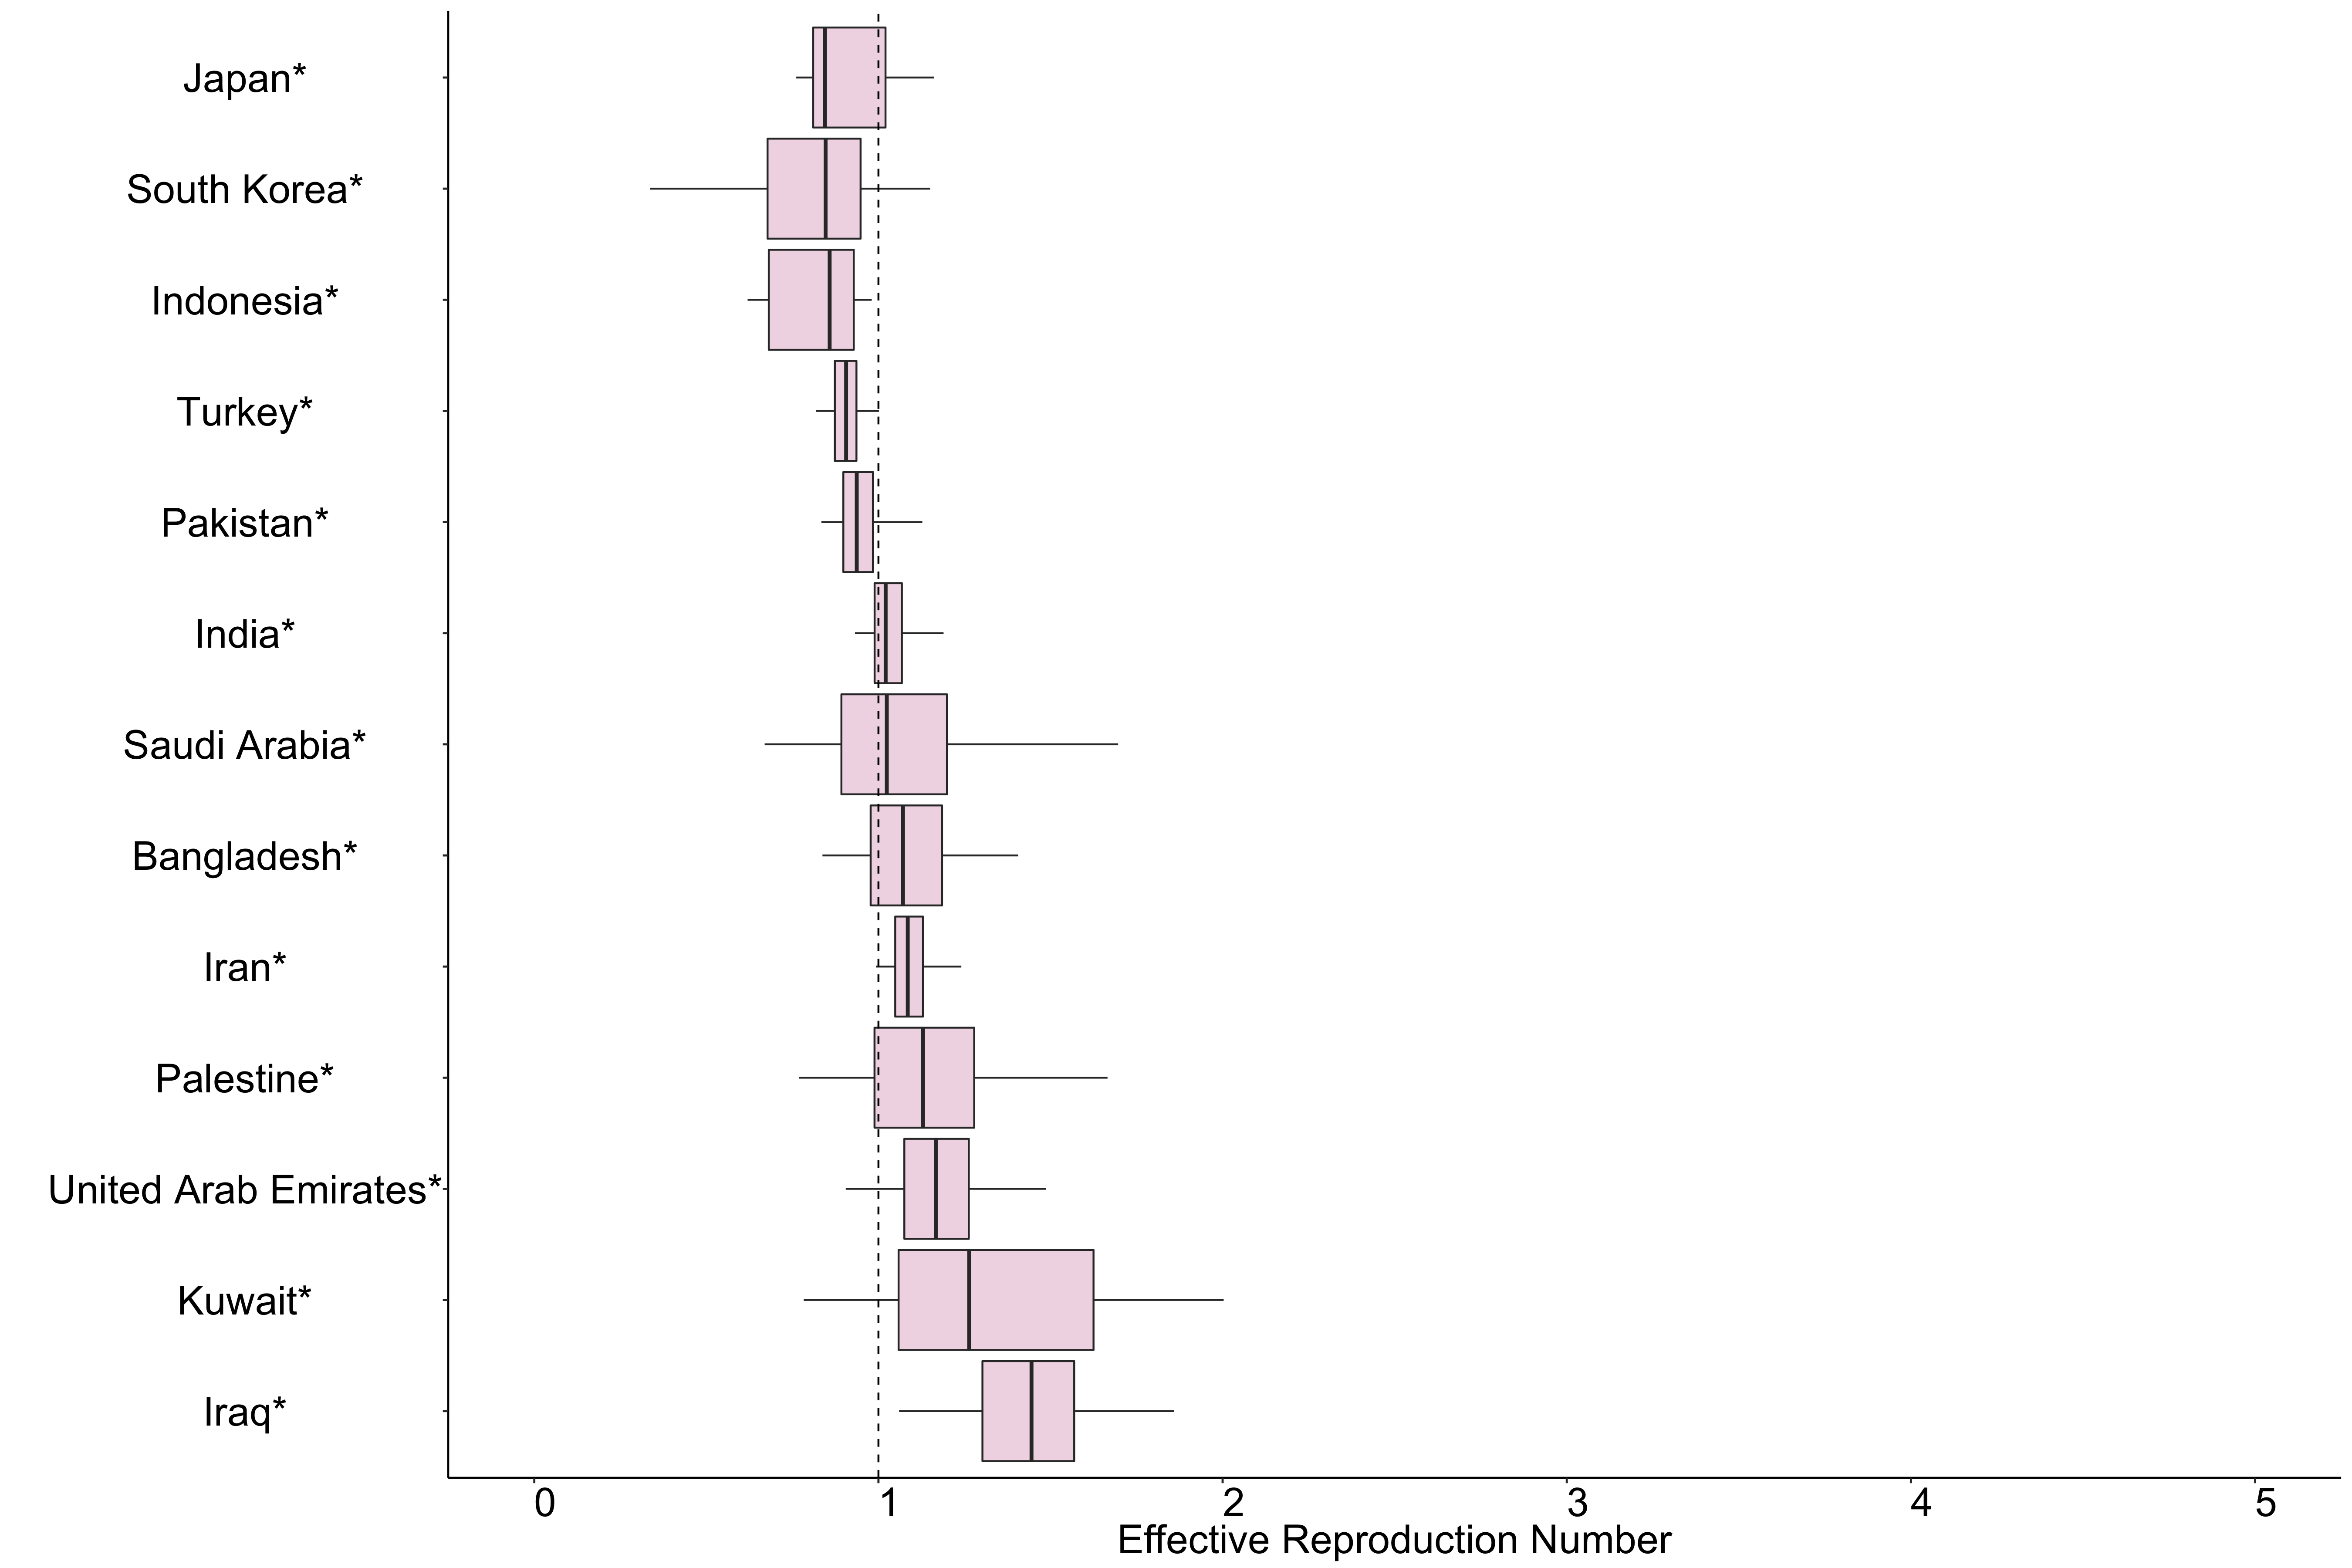 Japan*
South Korea*
Indonesia*
Turkey*
Pakistan*
India*
Saudi Arabia*
Bangladesh*
Iran*
Palestine*
United Arab Emirates*
Kuwait*
Iraq*
0 1 2 3 4 5
Effective Reproduction Number